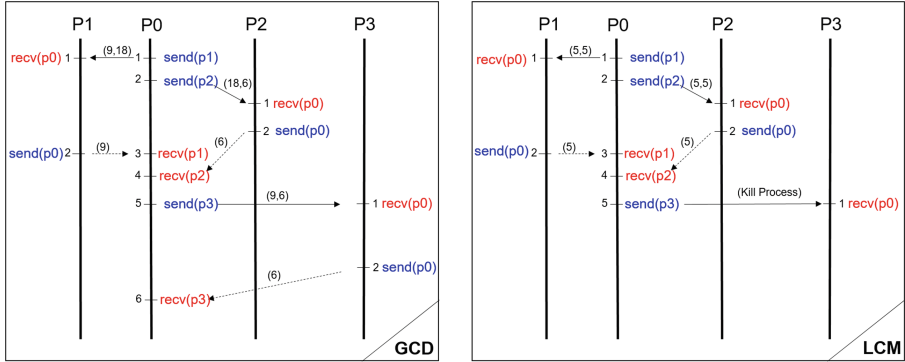 P1 P0 P2 P3
recv(p0) 1 (9,18) 1 send(p1)
2 send(p2) (18,6)
1 recv(p0)
2 send(p0)
(6)
send(p0) 2 (9) 3 recv(p1)
4 recv(p2)
5 send(p3) (9,6) 1 recv(p0)
2 send(p0)
(6)
6 recv(p3)
GCD
P1 P0 P2 P3
recv(p0) 1 (5,5) 1 send(p1)
2 send(p2) (5,5)
1 recv(p0)
2 send(p0)
(5)
send(p0) 2 (5) 3 recv(p1)
4 recv(p2)
(Kill Process)
5 send(p3) 1 recv(p0)
LCM